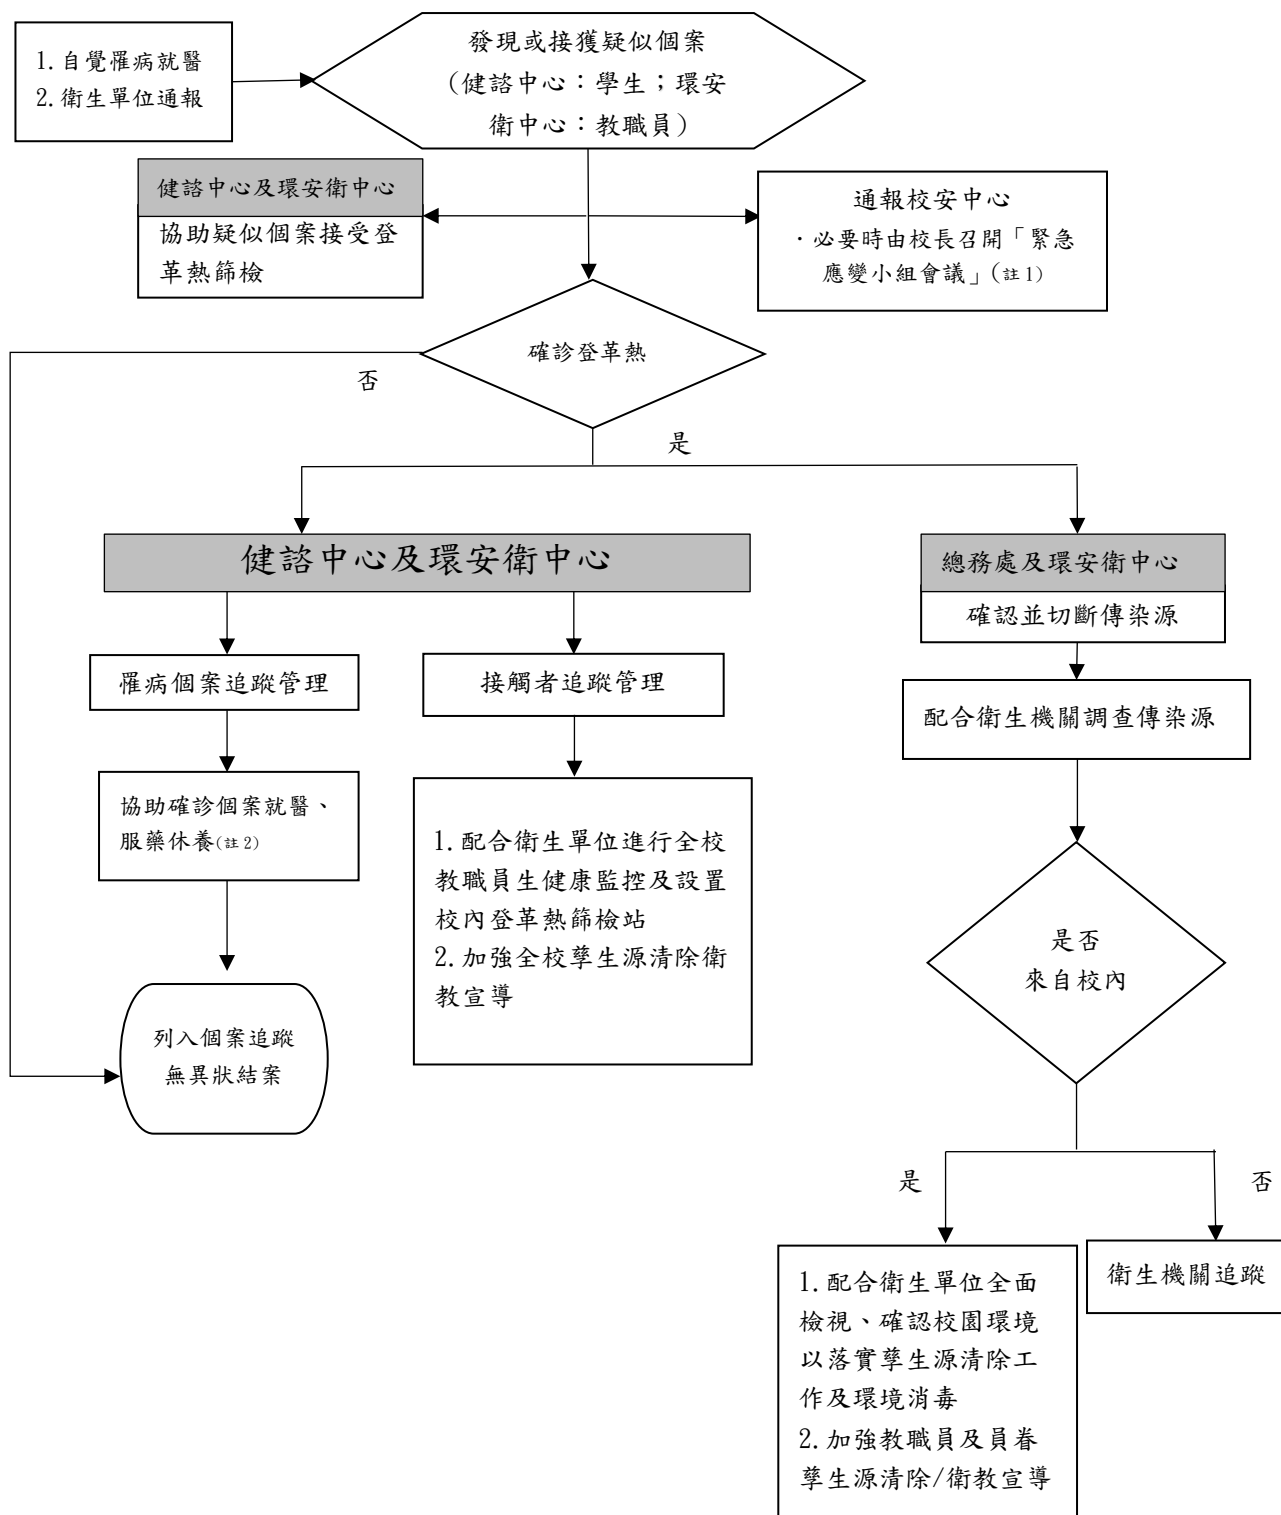 1.自覺罹病就醫
2.衛生單位通報
發現或接獲疑似個案
(健諮中心：學生；環安
衛中心：教職員)
健諮中心及環安衛中心
協助疑似個案接受登
革熱篩檢
通報校安中心
·必要時由校長召開「緊急
應變小組會議」(註1)
確診登革熱
否
是
健諮中心及環安衛中心
總務處及環安衛中心
確認並切斷傳染源
罹病個案追蹤管理
接觸者追蹤管理
配合衛生機關調查傳染源
協助確診個案就醫、
服藥休養(註2)
1.配合衛生單位進行全校
教職員生健康監控及設置
校內登革熱篩檢站
2.加強全校孳生源清除衛
教宣導
是否
來自校內
列入個案追蹤
無異狀結案
是
否
1.配合衛生單位全面
檢視、確認校園環境
以落實孳生源清除工
作及環境消毒
2.加強教職員及員眷
孳生源清除/衛教宣導
衛生機關追蹤